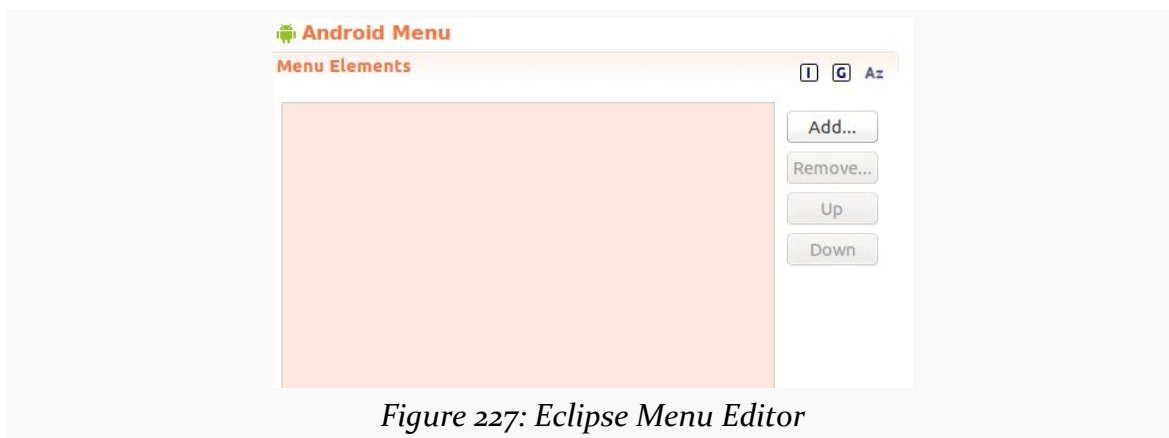 Android Menu
Menu Elements
I G Az
Add...
Remove...
Up
Down
Figure 227: Eclipse Menu Editor